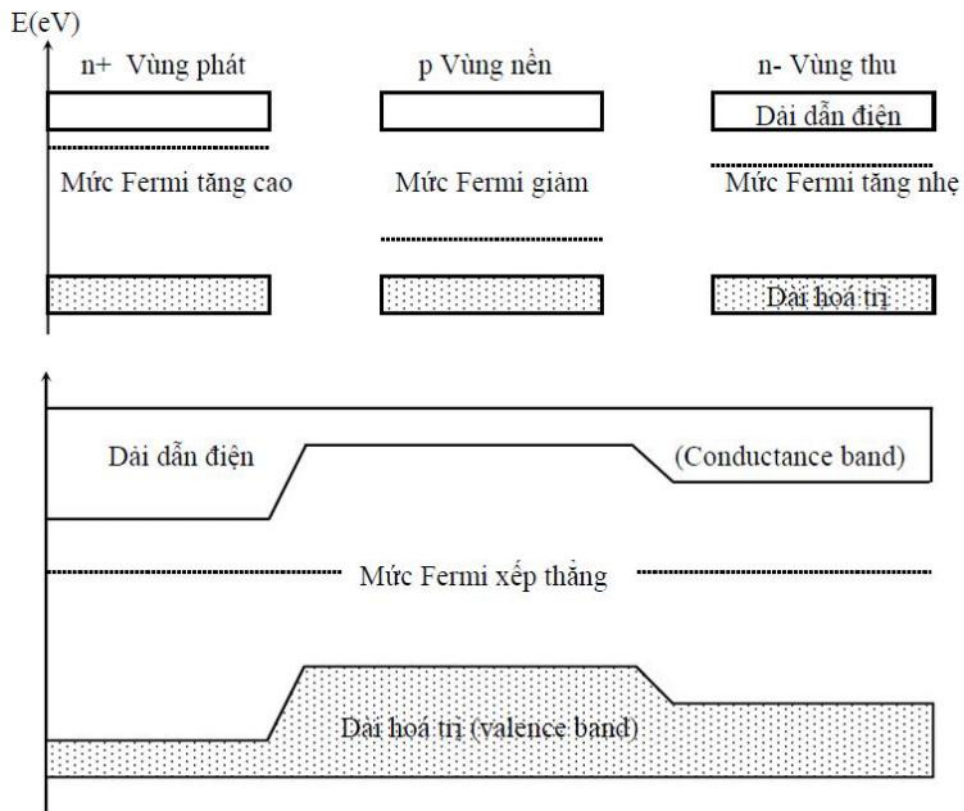 E(eV)
n+ Vùng phát
p Vùng nền
n- Vùng thu
Dải dẫn điện
Mức Fermi tăng cao
Mức Fermi giảm
Mức Fermi tăng nhẹ
Dải hoá trị
Dải dẫn điện
(Conductance band)
Mức Fermi xếp thẳng
Dải hoá trị (valence band)